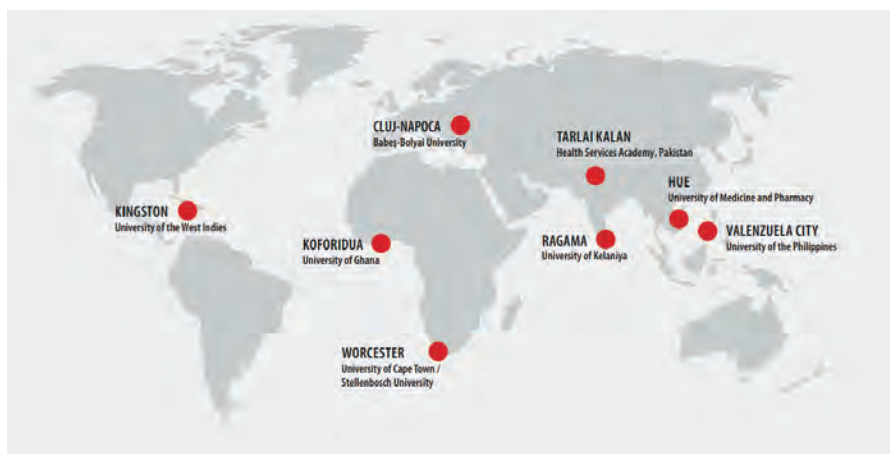 CLUJ-NAPOCA
Babeş-Bolyai University
TARLAI KALAN
Health Services Academy, Pakistan
HUE
University of Medicine and Pharmacy
KINGSTON
University of the West Indies
VALENZUELA CITY
University of the Philippines
KOFORIDUA
University of Ghana
RAGAMA
University of Kelaniya
WORCESTER
University of Cape Town /
Stellenbosch University